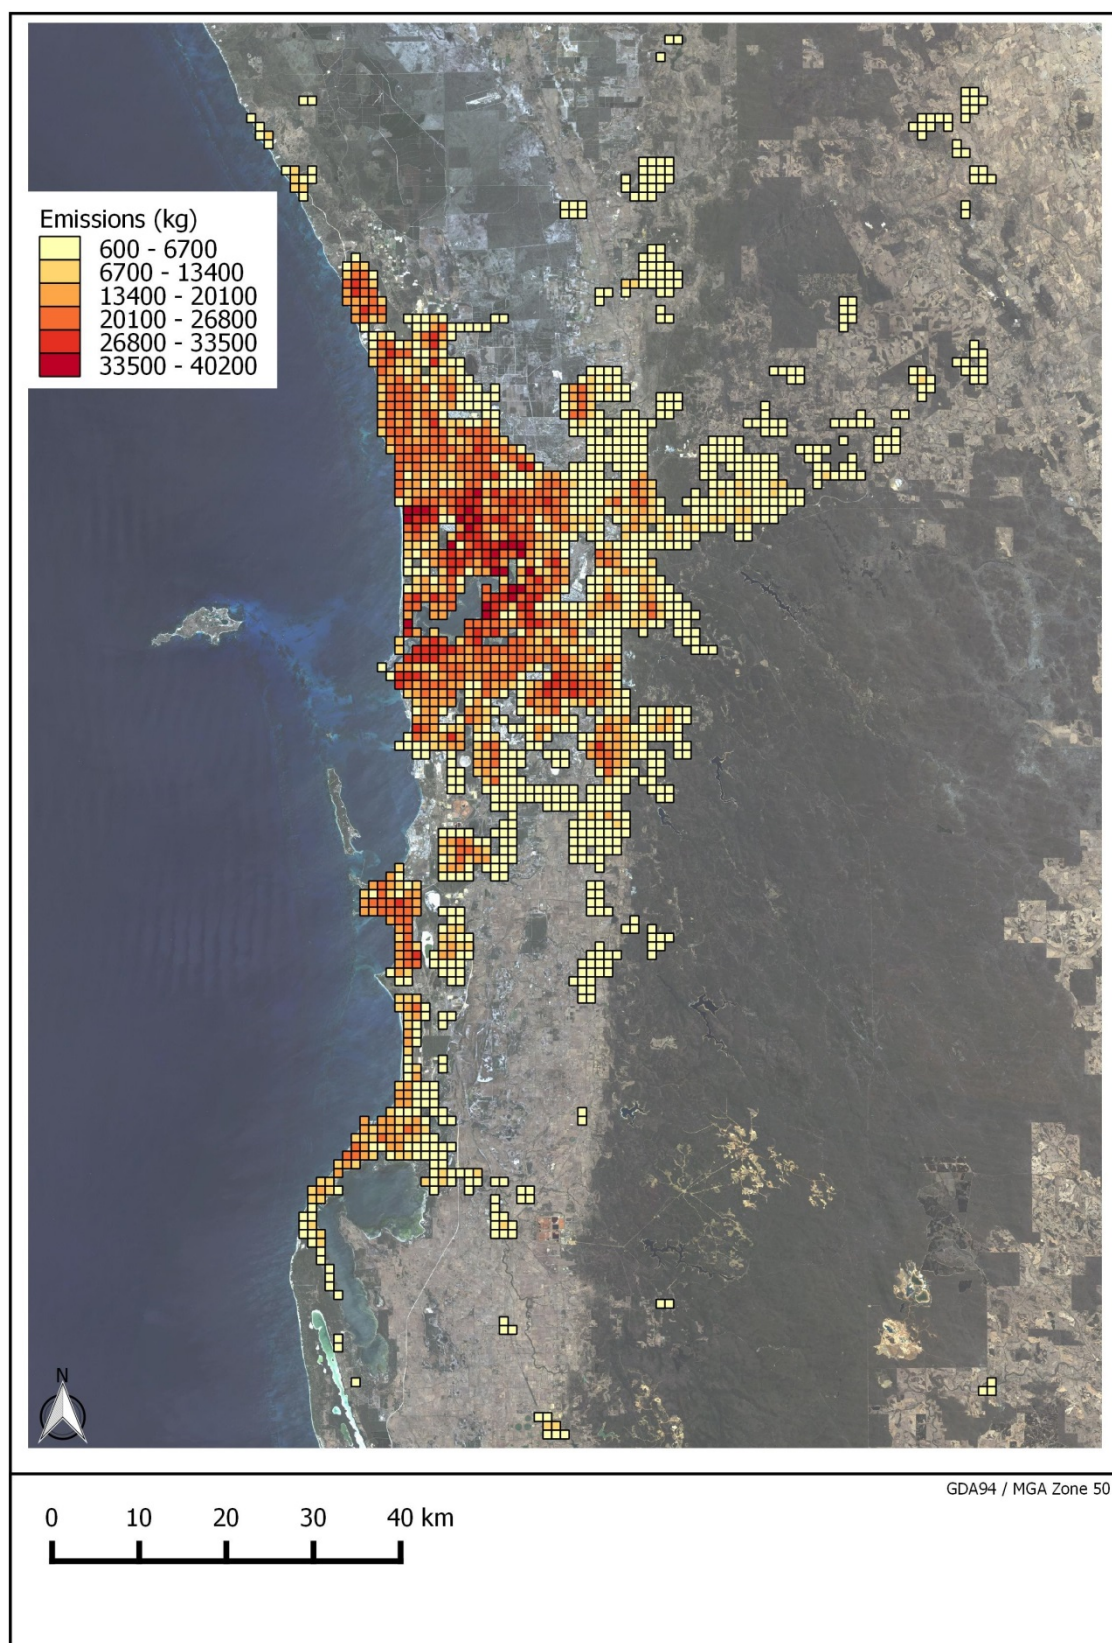 Emissions (kg)
600 - 6700
6700 - 13400
13400 - 20100
20100 - 26800
26800 - 33500
33500 - 40200
N
GDA94 / MGA Zone 50
0 10 20 30 40 km